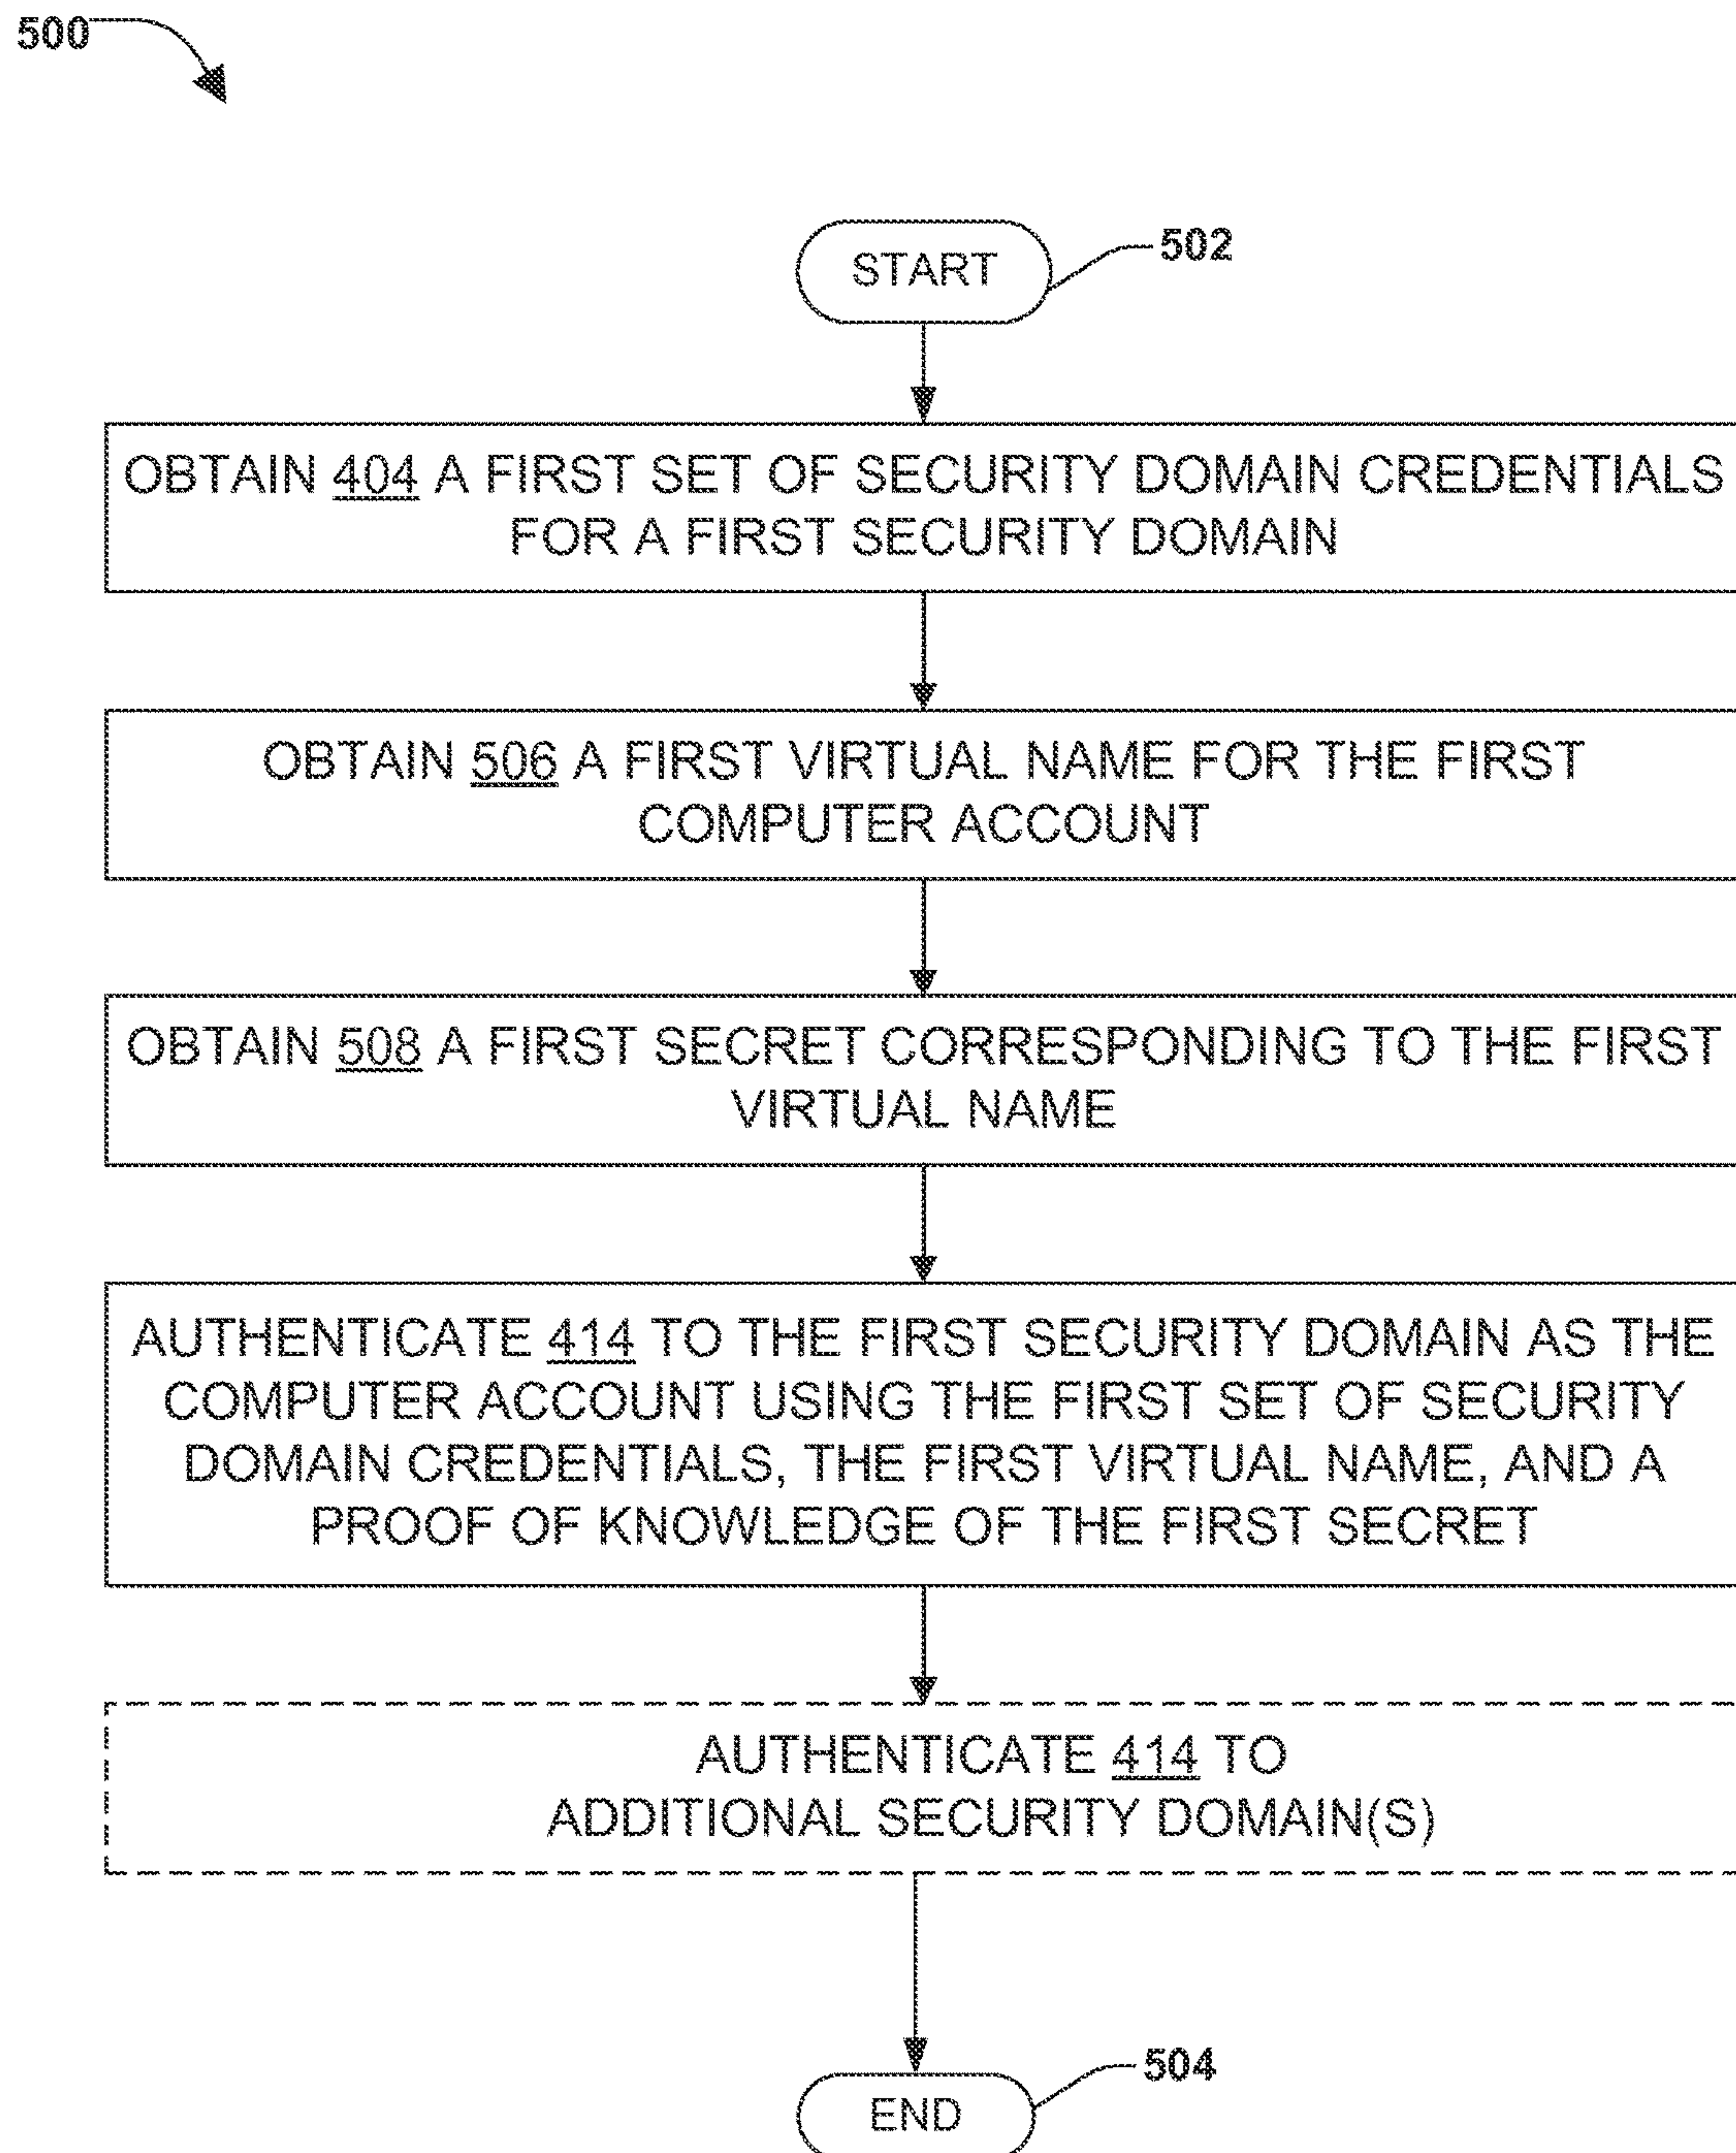 500
START
502
OBTAIN 404 A FIRST SET OF SECURITY DOMAIN CREDENTIALS
FOR A FIRST SECURITY DOMAIN
OBTAIN 506 A FIRST VIRTUAL NAME FOR THE FIRST
COMPUTER ACCOUNT
OBTAIN 508 A FIRST SECRET CORRESPONDING TO THE FIRST
VIRTUAL NAME
AUTHENTICATE 414 TO THE FIRST SECURITY DOMAIN AS THE
COMPUTER ACCOUNT USING THE FIRST SET OF SECURITY
DOMAIN CREDENTIALS, THE FIRST VIRTUAL NAME, AND A
PROOF OF KNOWLEDGE OF THE FIRST SECRET
AUTHENTICATE 414 TO
ADDITIONAL SECURITY DOMAIN(S)
504
END